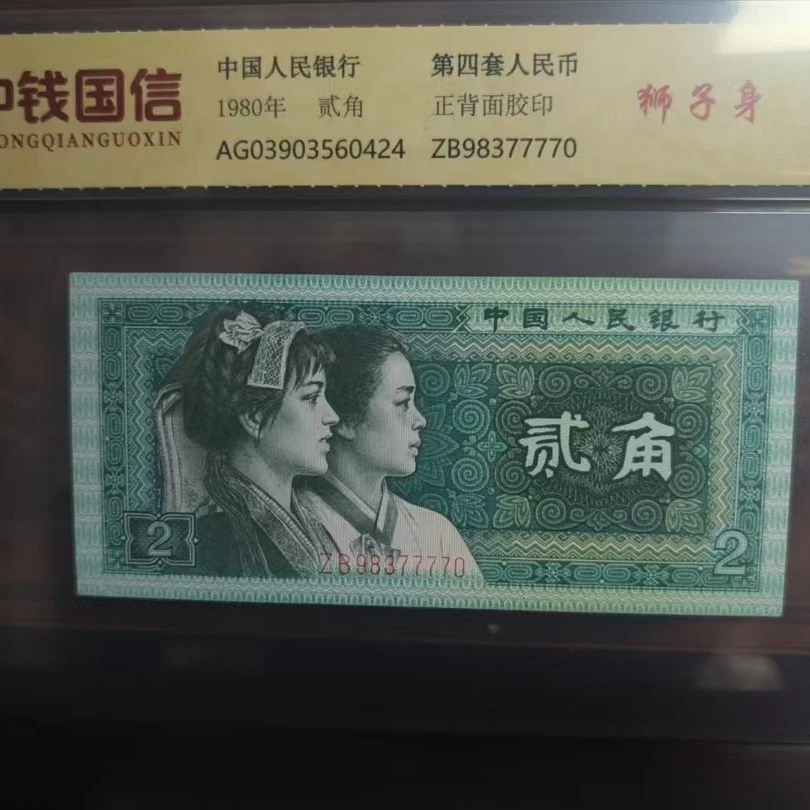 中钱国信
ONGQIANGUOXIN
中国人民银行 第四套人民币
1980年 贰角 正背面胶印
AG03903560424 ZB98377770
狮子身
中国人民银行
贰角
2
2
ZB98377770